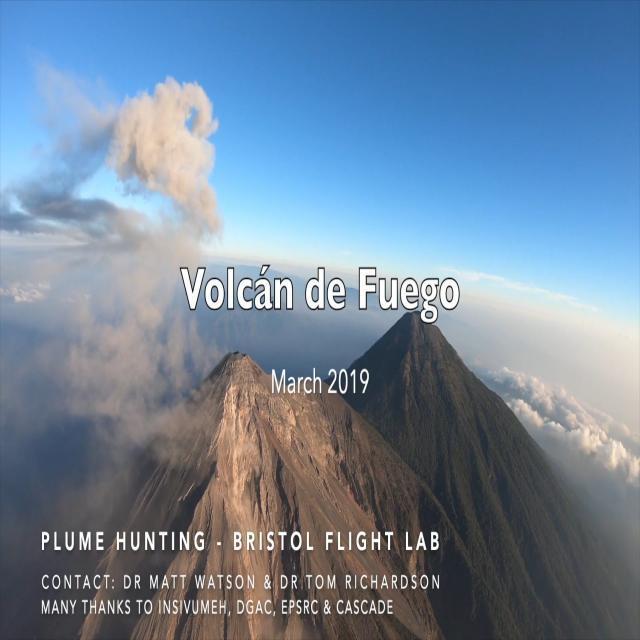 Volcán de Fuego
March 2019
PLUME HUNTING - BRISTOL FLIGHT LAB
CONTACT: DR MATT WATSON & DR TOM RICHARDSON
MANY THANKS TO INSIVUMEH, DGAC, EPSRC & CASCADE